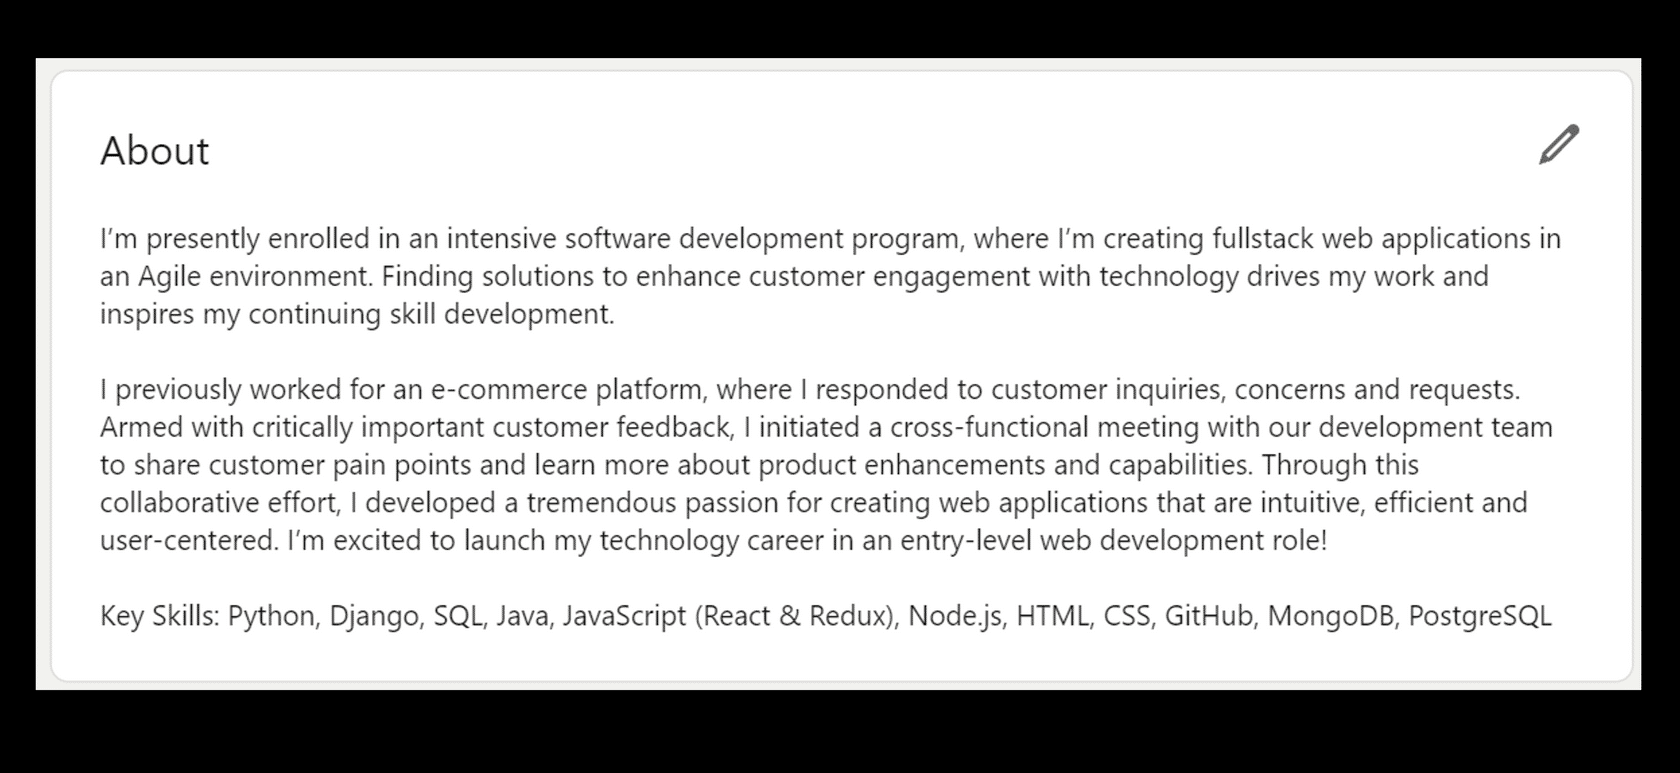 About
I’m presently enrolled in an intensive software development program, where I’m creating fullstack web applications in
an Agile environment. Finding solutions to enhance customer engagement with technology drives my work and
inspires my continuing skill development.
I previously worked for an e-commerce platform, where I responded to customer inquiries, concerns and requests.
Armed with critically important customer feedback, I initiated a cross-functional meeting with our development team
to share customer pain points and learn more about product enhancements and capabilities. Through this
collaborative effort, I developed a tremendous passion for creating web applications that are intuitive, efficient and
user-centered. I’m excited to launch my technology career in an entry-level web development role!
Key Skills: Python, Django, SQL, Java, JavaScript (React & Redux), Node.js, HTML, CSS, GitHub, MongoDB, PostgreSQL